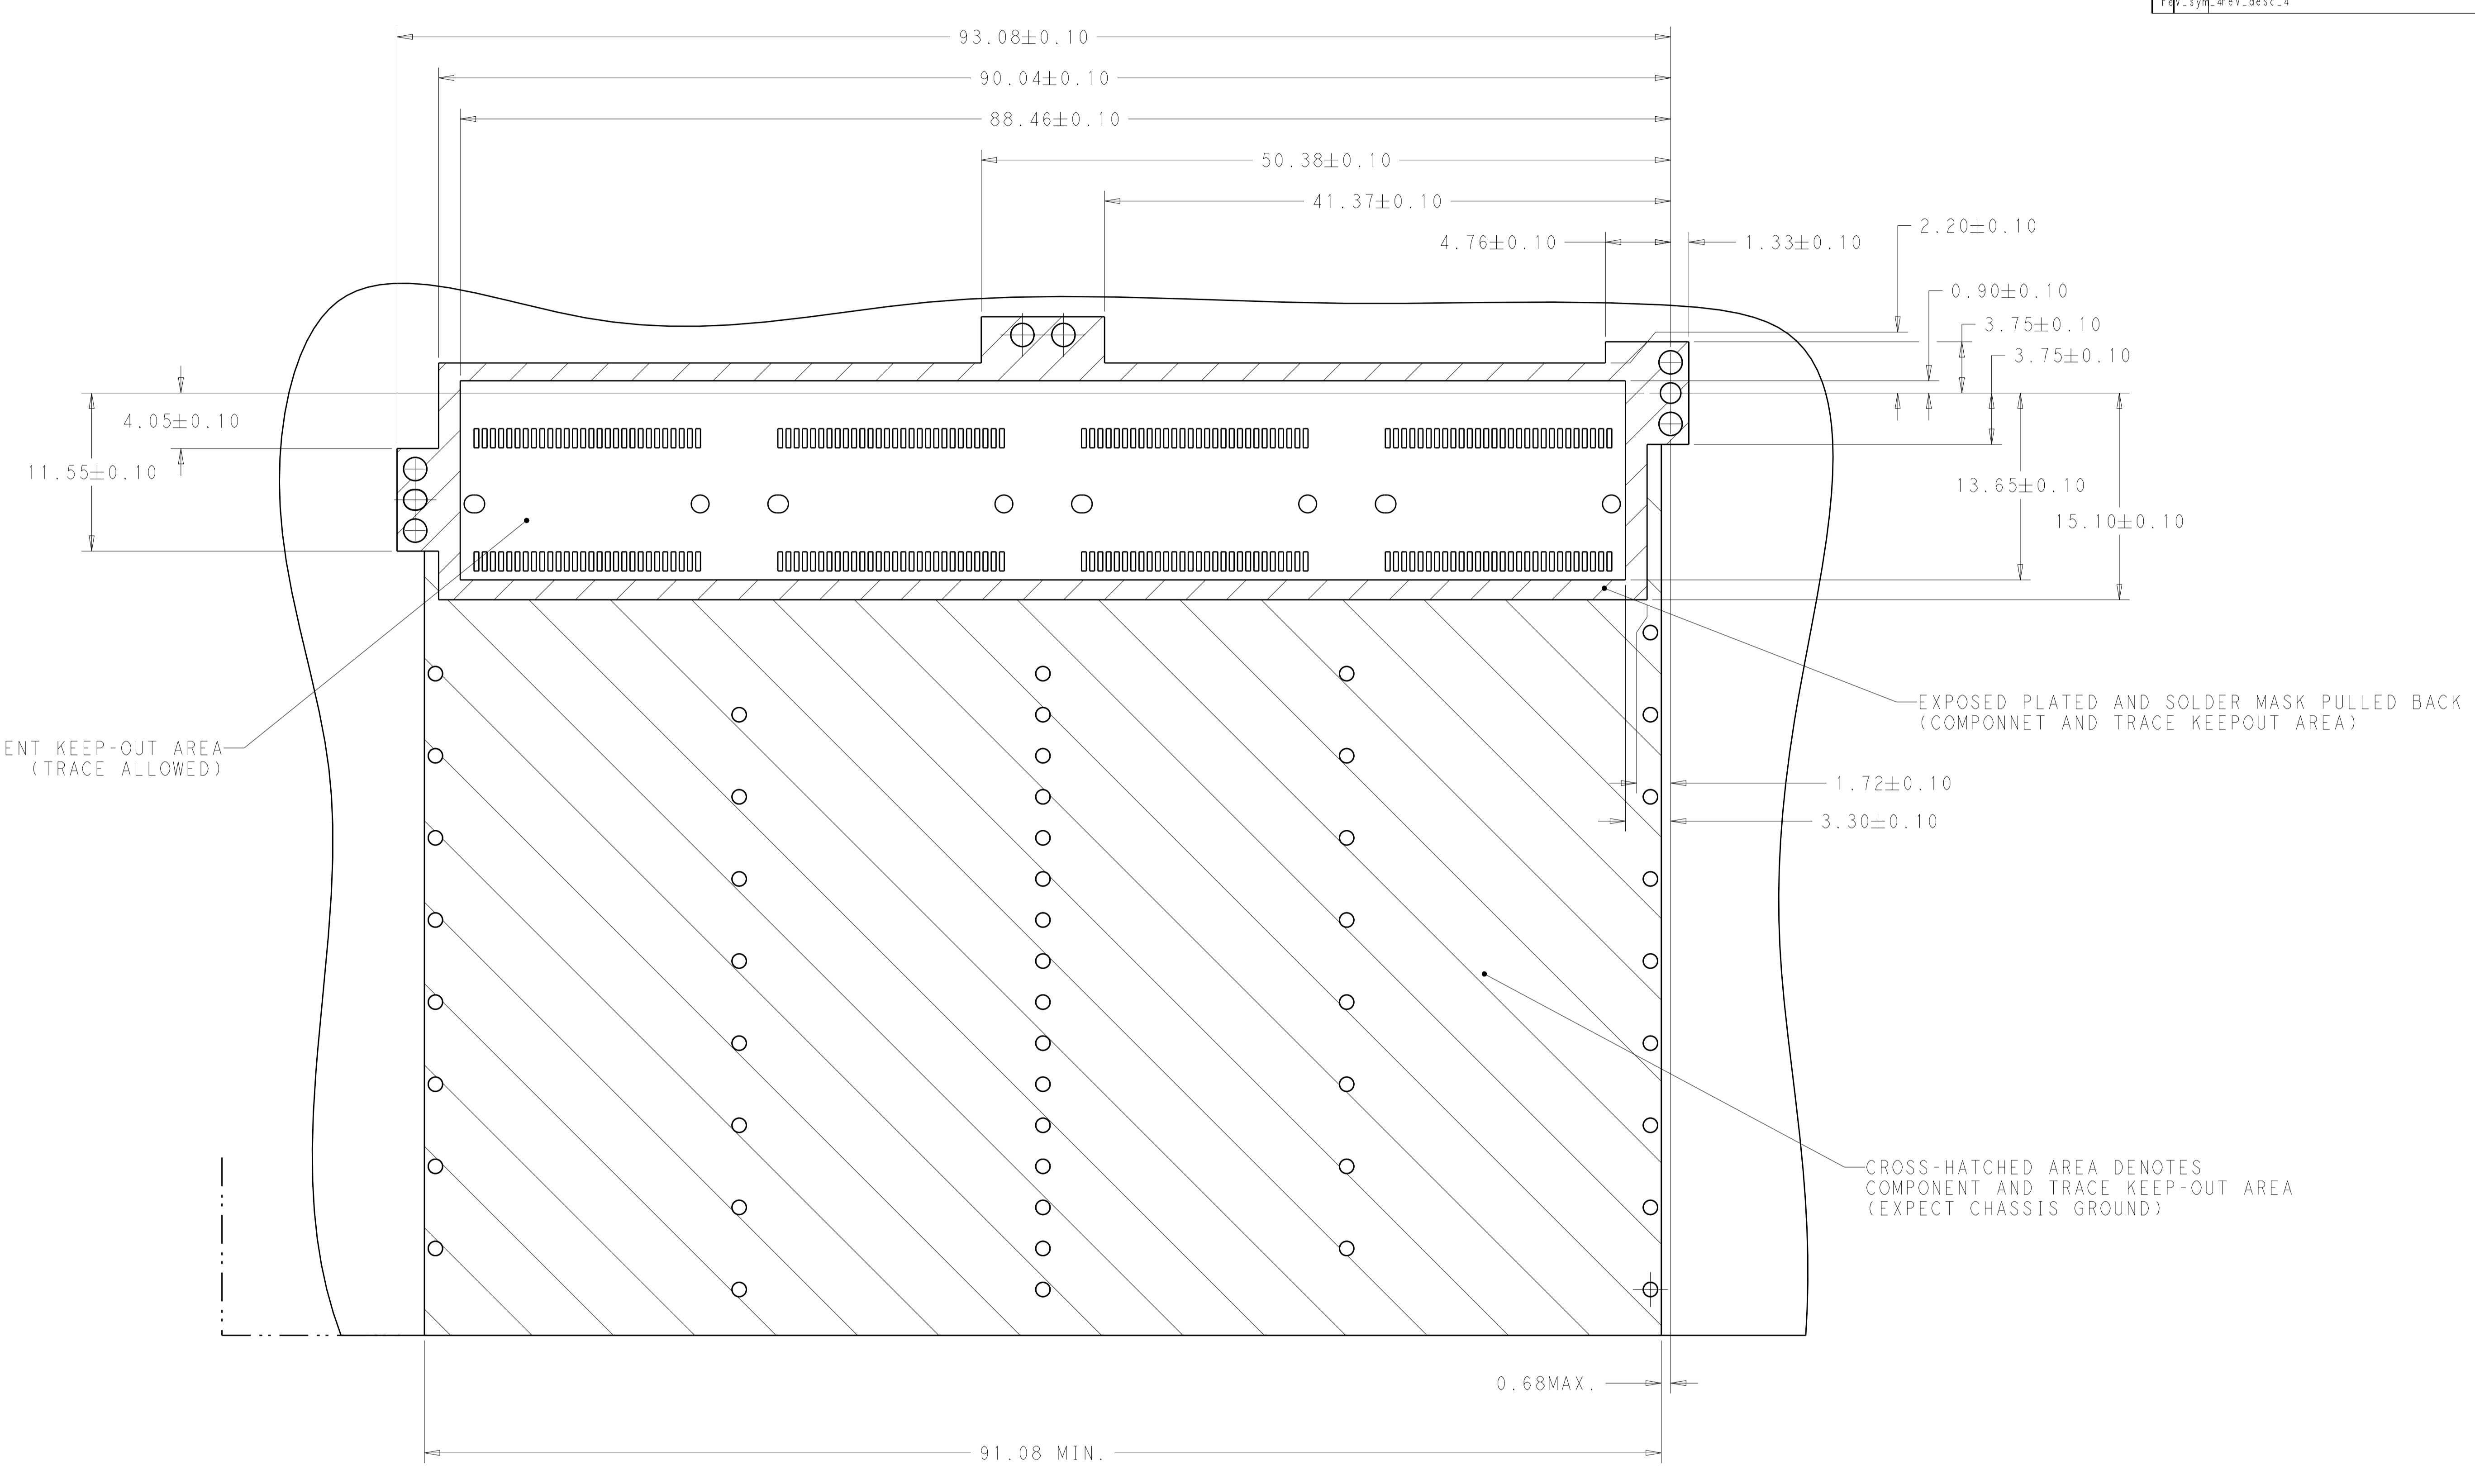 rev_sym_4rev_desc_4
93.08±0.10
90.04±0.10
88.46±0.10
50.38±0.10
41.37±0.10
2.20±0.10
4.76±0.10
1.33±0.10
0.90±0.10
3.75±0.10
3.75±0.10
4.05±0.10
11.55±0.10
13.65±0.10
15.10±0.10
EXPOSED PLATED AND SOLDER MASK PULLED BACK
(COMPONNET AND TRACE KEEPOUT AREA)
ENT KEEP-OUT AREA
(TRACE ALLOWED)
1.72±0.10
3.30±0.10
CROSS-HATCHED AREA DENOTES
COMPONENT AND TRACE KEEP-OUT AREA
(EXPECT CHASSIS GROUND)
0.68MAX.
91.08 MIN.